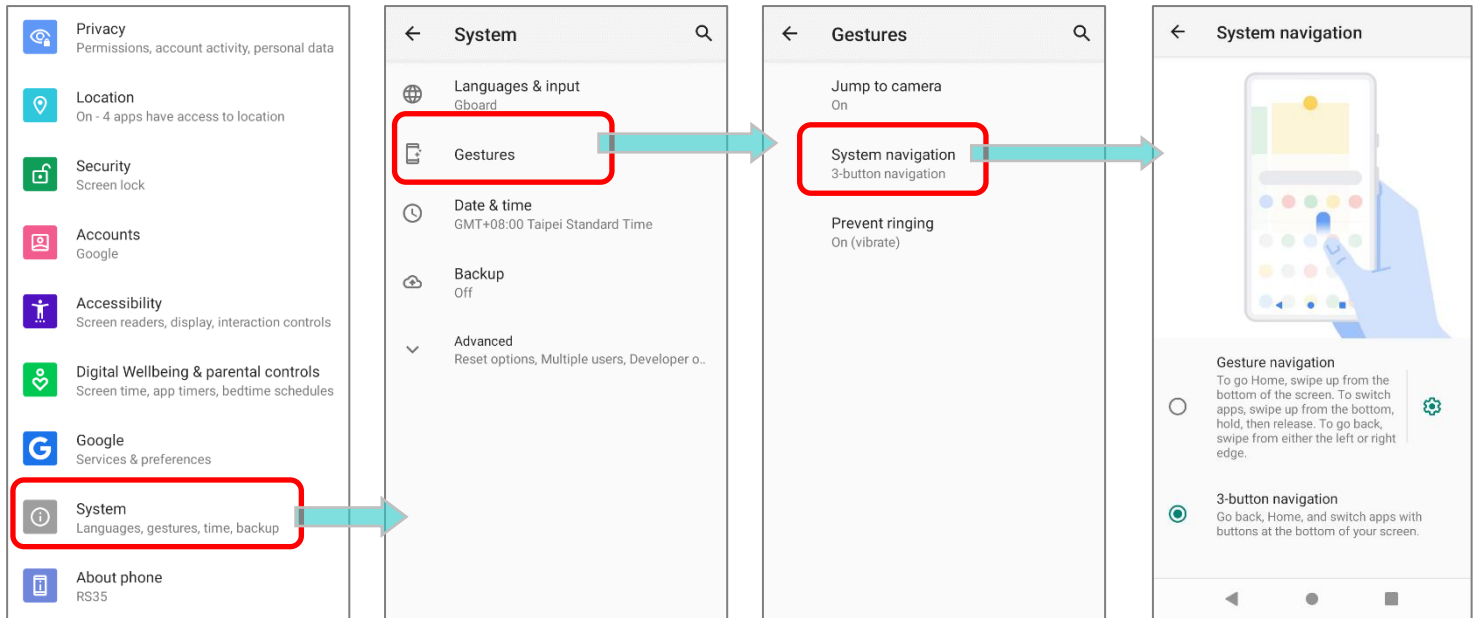 Privacy
Permissions, account activity, personal data
Location
On - 4 apps have access to location
Security
Screen lock
Accounts
Google
Accessibility
Screen readers, display, interaction controls
Digital Wellbeing & parental controls
Screen time, app timers, bedtime schedules
Google
Services & preferences
System
Languages, gestures, time, backup
About phone
RS35
System
Languages & input
Gboard
Gestures
Date & time
GMT+08:00 Taipei Standard Time
Backup
Off
Advanced
Reset options, Multiple users, Developer o..
Gestures
Jump to camera
On
System navigation
3-button navigation
Prevent ringing
On (vibrate)
System navigation
Gesture navigation
To go Home, swipe up from the
bottom of the screen. To switch
apps, swipe up from the bottom,
hold, then release. To go back,
swipe from either the left or right
edge.
3-button navigation
Go back, Home, and switch apps with
buttons at the bottom of your screen.